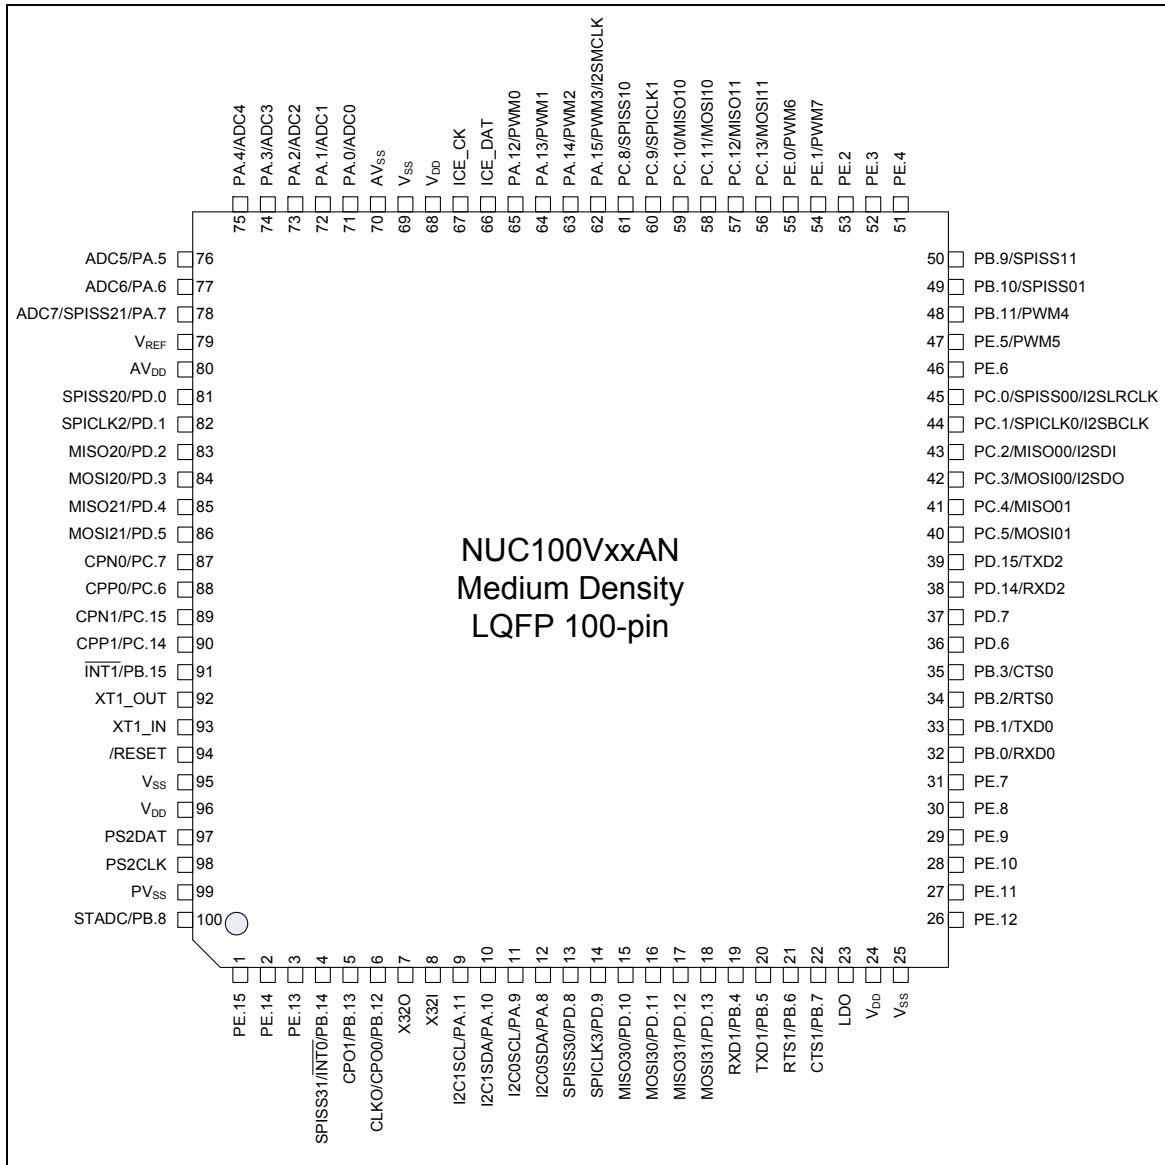 PA.4/ADC4
PA.3/ADC3
PA.2/ADC2
PA.1/ADC1
PA.0/ADC0
AVSS
VSS
VDD
ICE_CK
ICE_DAT
PA.12/PWM0
PA.13/PWM1
PA.14/PWM2
PA.15/PWM3/I2SMCLK
PC.8/SPISS10
PC.9/SPICLK1
PC.10/MISO10
PC.11/MOSI10
PC.12/MISO11
PC.13/MOSI11
PE.0/PWM6
PE.1/PWM7
PE.2
PE.3
PE.4
75 74 73 72 71 70 69 68 67 66 65 64 63 62 61 60 59 58 57 56 55 54 53 52 51
ADC5/PA.5 76
ADC6/PA.6 77
ADC7/SPISS21/PA.7 78
VREF 79
AVDD 80
SPISS20/PD.0 81
SPICLK2/PD.1 82
MISO20/PD.2 83
MOSI20/PD.3 84
MISO21/PD.4 85
MOSI21/PD.5 86
CPN0/PC.7 87
CPP0/PC.6 88
CPN1/PC.15 89
CPP1/PC.14 90
INT1/PB.15 91
XT1_OUT 92
XT1_IN 93
/RESET 94
VSS 95
VDD 96
PS2DAT 97
PS2CLK 98
PVSS 99
STADC/PB.8 100
NUC100VxxAN
Medium Density
LQFP 100-pin
50 PB.9/SPISS11
49 PB.10/SPISS01
48 PB.11/PWM4
47 PE.5/PWM5
46 PE.6
45 PC.0/SPISS00/I2SLRCLK
44 PC.1/SPICLK0/I2SBCLK
43 PC.2/MISO00/I2SDI
42 PC.3/MOSI00/I2SDO
41 PC.4/MISO01
40 PC.5/MOSI01
39 PD.15/TXD2
38 PD.14/RXD2
37 PD.7
36 PD.6
35 PB.3/CTS0
34 PB.2/RTS0
33 PB.1/TXD0
32 PB.0/RXD0
31 PE.7
30 PE.8
29 PE.9
28 PE.10
27 PE.11
26 PE.12
1 2 3 4 5 6 7 8 9 10 11 12 13 14 15 16 17 18 19 20 21 22 23 24 25
PE.15
PE.14
PE.13
SPISS31/INT0/PB.14
CPO1/PB.13
CLKO/CPO0/PB.12
X32O
X32I
I2C1SCL/PA.11
I2C1SDA/PA.10
I2C0SCL/PA.9
I2C0SDA/PA.8
SPISS30/PD.8
SPICLK3/PD.9
MISO30/PD.10
MOSI30/PD.11
MISO31/PD.12
MOSI31/PD.13
RXD1/PB.4
TXD1/PB.5
RTS1/PB.6
CTS1/PB.7
LDO
VDD
VSS